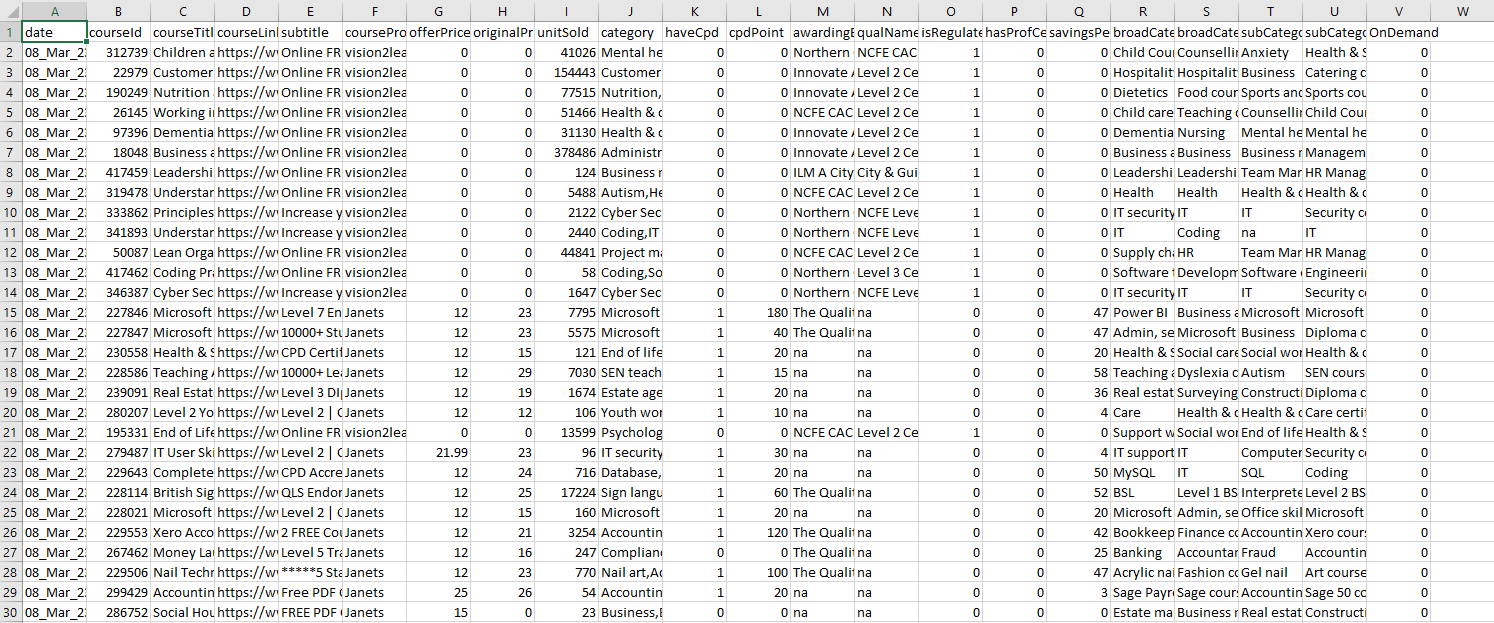 A B C D E F G H I J K L M N O P Q R S T U V W
1 date courseId courseTitl courseLinl subtitle coursePro offerPrice originalPr unitSold category haveCpd cpdPoint awardingE qualName isRegulate hasProfCe savingsPe broadCate broadCate subCatego subCatego OnDemand
2 08_Mar_2 312739 Children a https://w Online FR vision2lea 0 0 41026 Mental he 0 0 Northern NCFE CAC 1 0 0 Child Cou Counselli Anxiety Health & S 0
3 08_Mar_2 22979 Customer https://w Online FR vision2lea 0 0 154443 Customer 0 0 Innovate A Level 2 Ce 1 0 0 Hospitalit Hospitalit Business Catering c 0
4 08_Mar_2 190249 Nutrition https://w Online FR vision2lea 0 0 77515 Nutrition, 0 0 Innovate A Level 2 Ce 1 0 0 Dietetics Food cour Sports and Sports cou 0
5 08_Mar_2 26145 Working i https://w Online FR vision2lea 0 0 51466 Health & c 0 0 NCFE CAC Level 2 Ce 1 0 0 Child care Teaching c Counselli Child Cou 0
6 08_Mar_2 97396 Dementia https://w Online FR vision2lea 0 0 31130 Health & c 0 0 Innovate A Level 2 Ce 1 0 0 Dementia Nursing Mental he Mental he 0
7 08_Mar_2 18048 Business a https://w Online FR vision2lea 0 0 378486 Administr 0 0 Innovate A Level 2 Ce 1 0 0 Business a Business Business r Managem 0
8 08_Mar_2 417459 Leadershi https://w Online FR vision2lea 0 0 124 Business r 0 0 ILM A City City & Gui 1 0 0 Leadershi Leadershi Team Mar HR Manag 0
9 08_Mar_2 319478 Understar https://w Online FR vision2lea 0 0 5488 Autism,He 0 0 NCFE CAC Level 2 Ce 1 0 0 Health Health Health & c Health & c 0
10 08_Mar_2 333862 Principles https://w Increase y vision2lea 0 0 2122 Cyber Sec 0 0 Northern NCFE Leve 1 0 0 IT security IT IT Security c 0
11 08_Mar_2 341893 Understar https://w Increase y vision2lea 0 0 2440 Coding,IT 0 0 Northern NCFE Leve 1 0 0 IT Coding na IT 0
12 08_Mar_2 50087 Lean Orga https://w Online FR vision2lea 0 0 44841 Project ma 0 0 NCFE CAC Level 2 Ce 1 0 0 Supply cha HR Team Mar HR Manag 0
13 08_Mar_2 417462 Coding Pra https://w Online FR vision2lea 0 0 58 Coding,So 0 0 Northern Level 3 Ce 1 0 0 Software Developm Software Engineeri 0
14 08_Mar_2 346387 Cyber Sec https://w Increase y vision2lea 0 0 1647 Cyber Sec 0 0 Northern NCFE Leve 1 0 0 IT security IT IT Security c 0
15 08_Mar_2 227846 Microsoft https://w Level 7 En Janets 12 23 7795 Microsoft 1 180 The Qualit na 0 0 47 Power BI Business a Microsoft Microsoft 0
16 08_Mar_2 227847 Microsoft https://w 10000+ Stu Janets 12 23 5575 Microsoft 1 40 The Qualit na 0 0 47 Admin, se Microsoft Business Diploma c 0
17 08_Mar_2 230558 Health & S https://w CPD Certif Janets 12 15 121 End of life 1 20 na na 0 0 20 Health & S Social care Social wor Health & c 0
18 08_Mar_2 228586 Teaching A https://w 10000+ Lea Janets 12 29 7030 SEN teach 1 15 na na 0 0 58 Teaching a Dyslexia c Autism SEN cours 0
19 08_Mar_2 239091 Real Estat https://w Level 3 Dip Janets 12 19 1674 Estate age 1 20 na na 0 0 36 Real estat Surveying Constructi Diploma c 0
20 08_Mar_2 280207 Level 2 Yo https://w Level 2 | C Janets 12 12 106 Youth wor 1 10 na na 0 0 4 Care Health & c Health & c Care certi 0
21 08_Mar_2 195331 End of Life https://w Online FR vision2lea 0 0 13599 Psycholog 0 0 NCFE CAC Level 2 Ce 1 0 0 Support w Social wor End of life Health & S 0
22 08_Mar_2 279487 IT User Ski https://w Level 2 | C Janets 21.99 23 96 IT security 1 30 na na 0 0 4 IT support IT Computer Security c 0
23 08_Mar_2 229643 Complete https://w CPD Accre Janets 12 24 716 Database, 1 20 na na 0 0 50 MySQL IT SQL Coding 0
24 08_Mar_2 228114 British Sig https://w QLS Endor Janets 12 25 17224 Sign langu 1 60 The Qualit na 0 0 52 BSL Level 1 BS Interprete Level 2 BS 0
25 08_Mar_2 228021 Microsoft https://w Level 2 | C Janets 12 15 160 Microsoft 1 20 na na 0 0 20 Microsoft Admin, se Office skil Microsoft 0
26 08_Mar_2 229553 Xero Acco https://w 2 FREE Cou Janets 12 21 3254 Accountin 1 120 The Qualit na 0 0 42 Bookkeep Finance co Accountin Xero cours 0
27 08_Mar_2 267462 Money La https://w Level 5 Tra Janets 12 16 247 Complian 0 0 The Qualit na 0 0 25 Banking Accountar Fraud Accountin 0
28 08_Mar_2 229506 Nail Techr https://w *****5 Sta Janets 12 23 770 Nail art,Ac 1 100 The Qualit na 0 0 47 Acrylic nai Fashion co Gel nail Art course 0
29 08_Mar_2 299429 Accountin https://w Free PDF Janets 25 26 54 Accountin 1 20 na na 0 0 3 Sage Payr Sage cours Accountin Sage 50 co 0
30 08_Mar_2 286752 Social Hou https://w FREE PDF Janets 15 0 23 Business,E 0 0 na na 0 0 0 Estate ma Business r Real estat Constructi 0